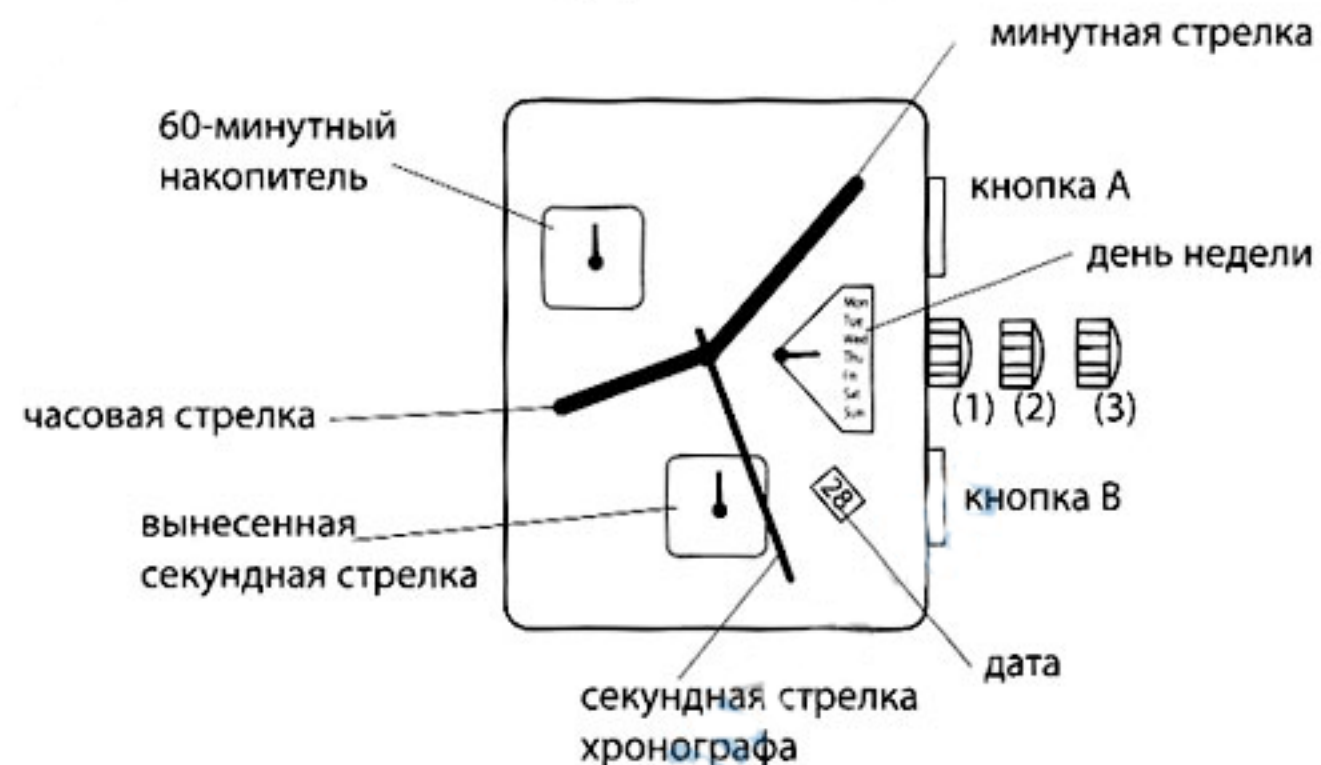 минутная стрелка
60-минутный
накопитель
кнопка А
день недели
Mon
Tue
Wed
Thu
Fri
Sat
Sun
(1) (2) (3)
часовая стрелка
28
кнопка В
вынесенная
секундная стрелка
дата
секундная стрелка
хронографа